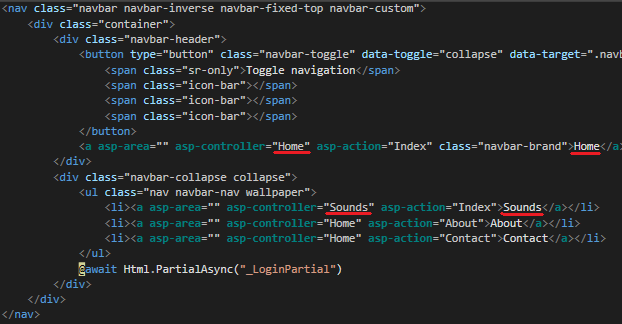 <nav class="navbar navbar-inverse navbar-fixed-top navbar-custom">
<div class="container">
<div class="navbar-header">
<button type="button" class="navbar-toggle" data-toggle="collapse" data-target=".nav
<span class="sr-only">Toggle navigation</span>
<span class="icon-bar"></span>
<span class="icon-bar"></span>
<span class="icon-bar"></span>
</button>
<a asp-area="" asp-controller="Home" asp-action="Index" class="navbar-brand">Home</a>
</div>
<div class="navbar-collapse collapse">
<ul class="nav navbar-nav wallpaper">
<li><a asp-area="" asp-controller="Sounds" asp-action="Index">Sounds</a></li>
<li><a asp-area="" asp-controller="Home" asp-action="About">About</a></li>
<li><a asp-area="" asp-controller="Home" asp-action="Contact">Contact</a></li>
</ul>
@await Html.PartialAsync("_LoginPartial")
</div>
</div>
</nav>